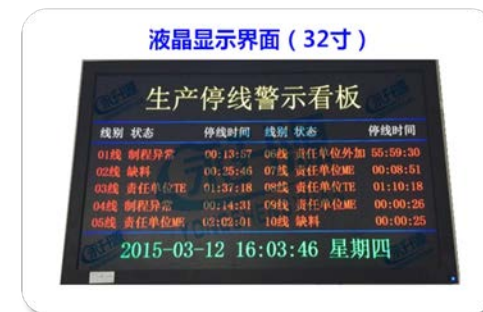 液晶显示界面（32寸）
生产停线警示看板
线别 状态 停线时间 线别 状态 停线时间
01线 制程异常 00:13:57 06线 责任单位外加 55:59:30
02线 缺料 00:25:46 07线 责任单位ME 00:08:51
03线 责任单位TE 01:37:18 08线 责任单位TE 01:10:18
04线 制程异常 00:14:31 09线 责任单位ME 00:00:26
05线 责任单位ME 03:02:01 10线 缺料 00:00:25
2015-03-12 16:03:46 星期四